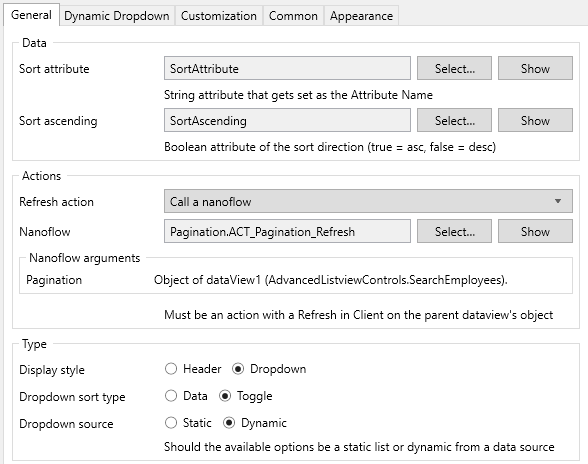 General Dynamic Dropdown Customization Common Appearance
Data
Sort attribute SortAttribute Select... Show
String attribute that gets set as the Attribute Name
Sort ascending SortAscending Select... Show
Boolean attribute of the sort direction (true = asc, false = desc)
Actions
Refresh action Call a nanoflow
Nanoflow Pagination.ACT_Pagination_Refresh Select... Show
Nanoflow arguments
Pagination Object of dataView1 (AdvancedListviewControls.SearchEmployees).
Must be an action with a Refresh in Client on the parent dataview's object
Type
Display style Header Dropdown
Dropdown sort type Data Toggle
Dropdown source Static Dynamic
Should the available options be a static list or dynamic from a data source